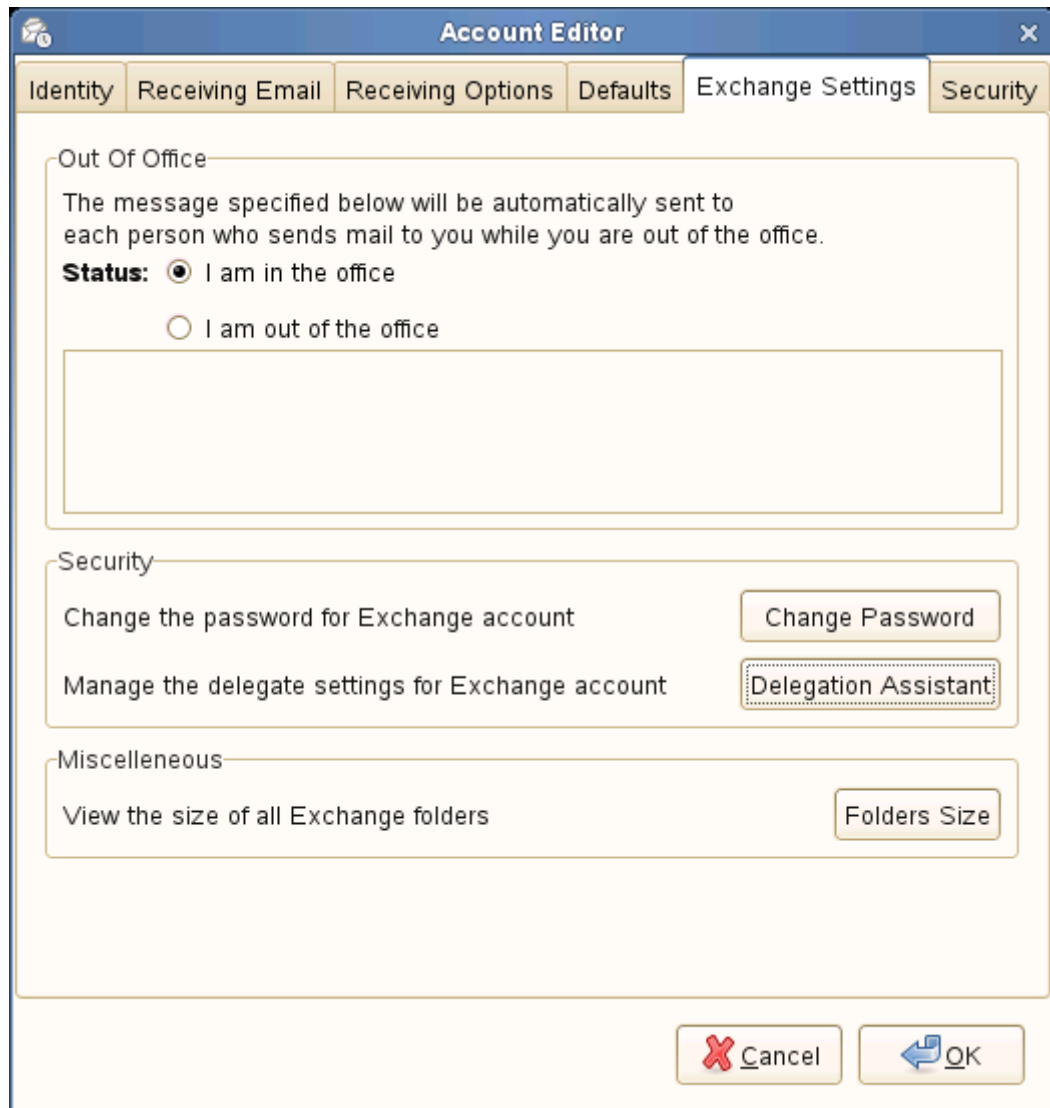 Account Editor
Identity Receiving Email Receiving Options Defaults Exchange Settings Security
Out Of Office
The message specified below will be automatically sent to
each person who sends mail to you while you are out of the office.
Status: I am in the office
I am out of the office
Security
Change the password for Exchange account Change Password
Manage the delegate settings for Exchange account Delegation Assistant
Miscelleneous
View the size of all Exchange folders Folders Size
Cancel OK